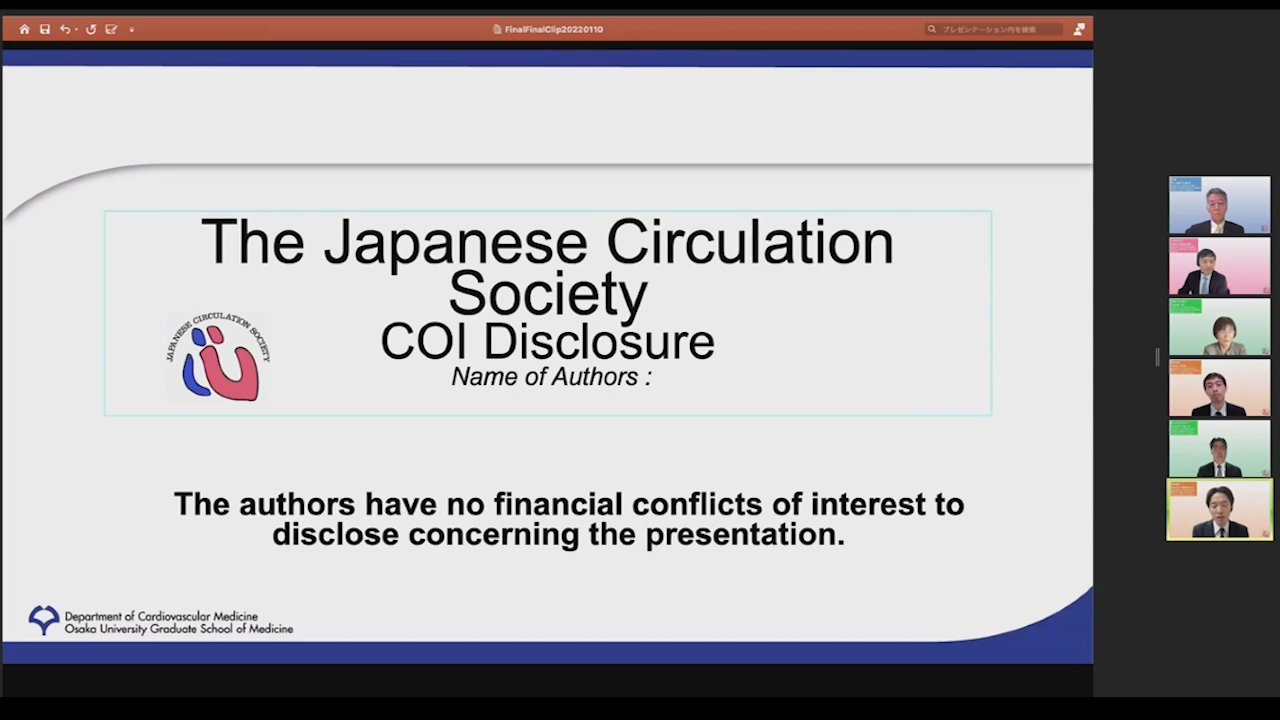 FinalFinalClip20220110
プレゼンテーション内を検索
The Japanese Circulation
Society
COI Disclosure
Name of Authors :
JAPANESE CIRCULATION SOCIETY
The authors have no financial conflicts of interest to
disclose concerning the presentation.
Department of Cardiovascular Medicine
Osaka University Graduate School of Medicine